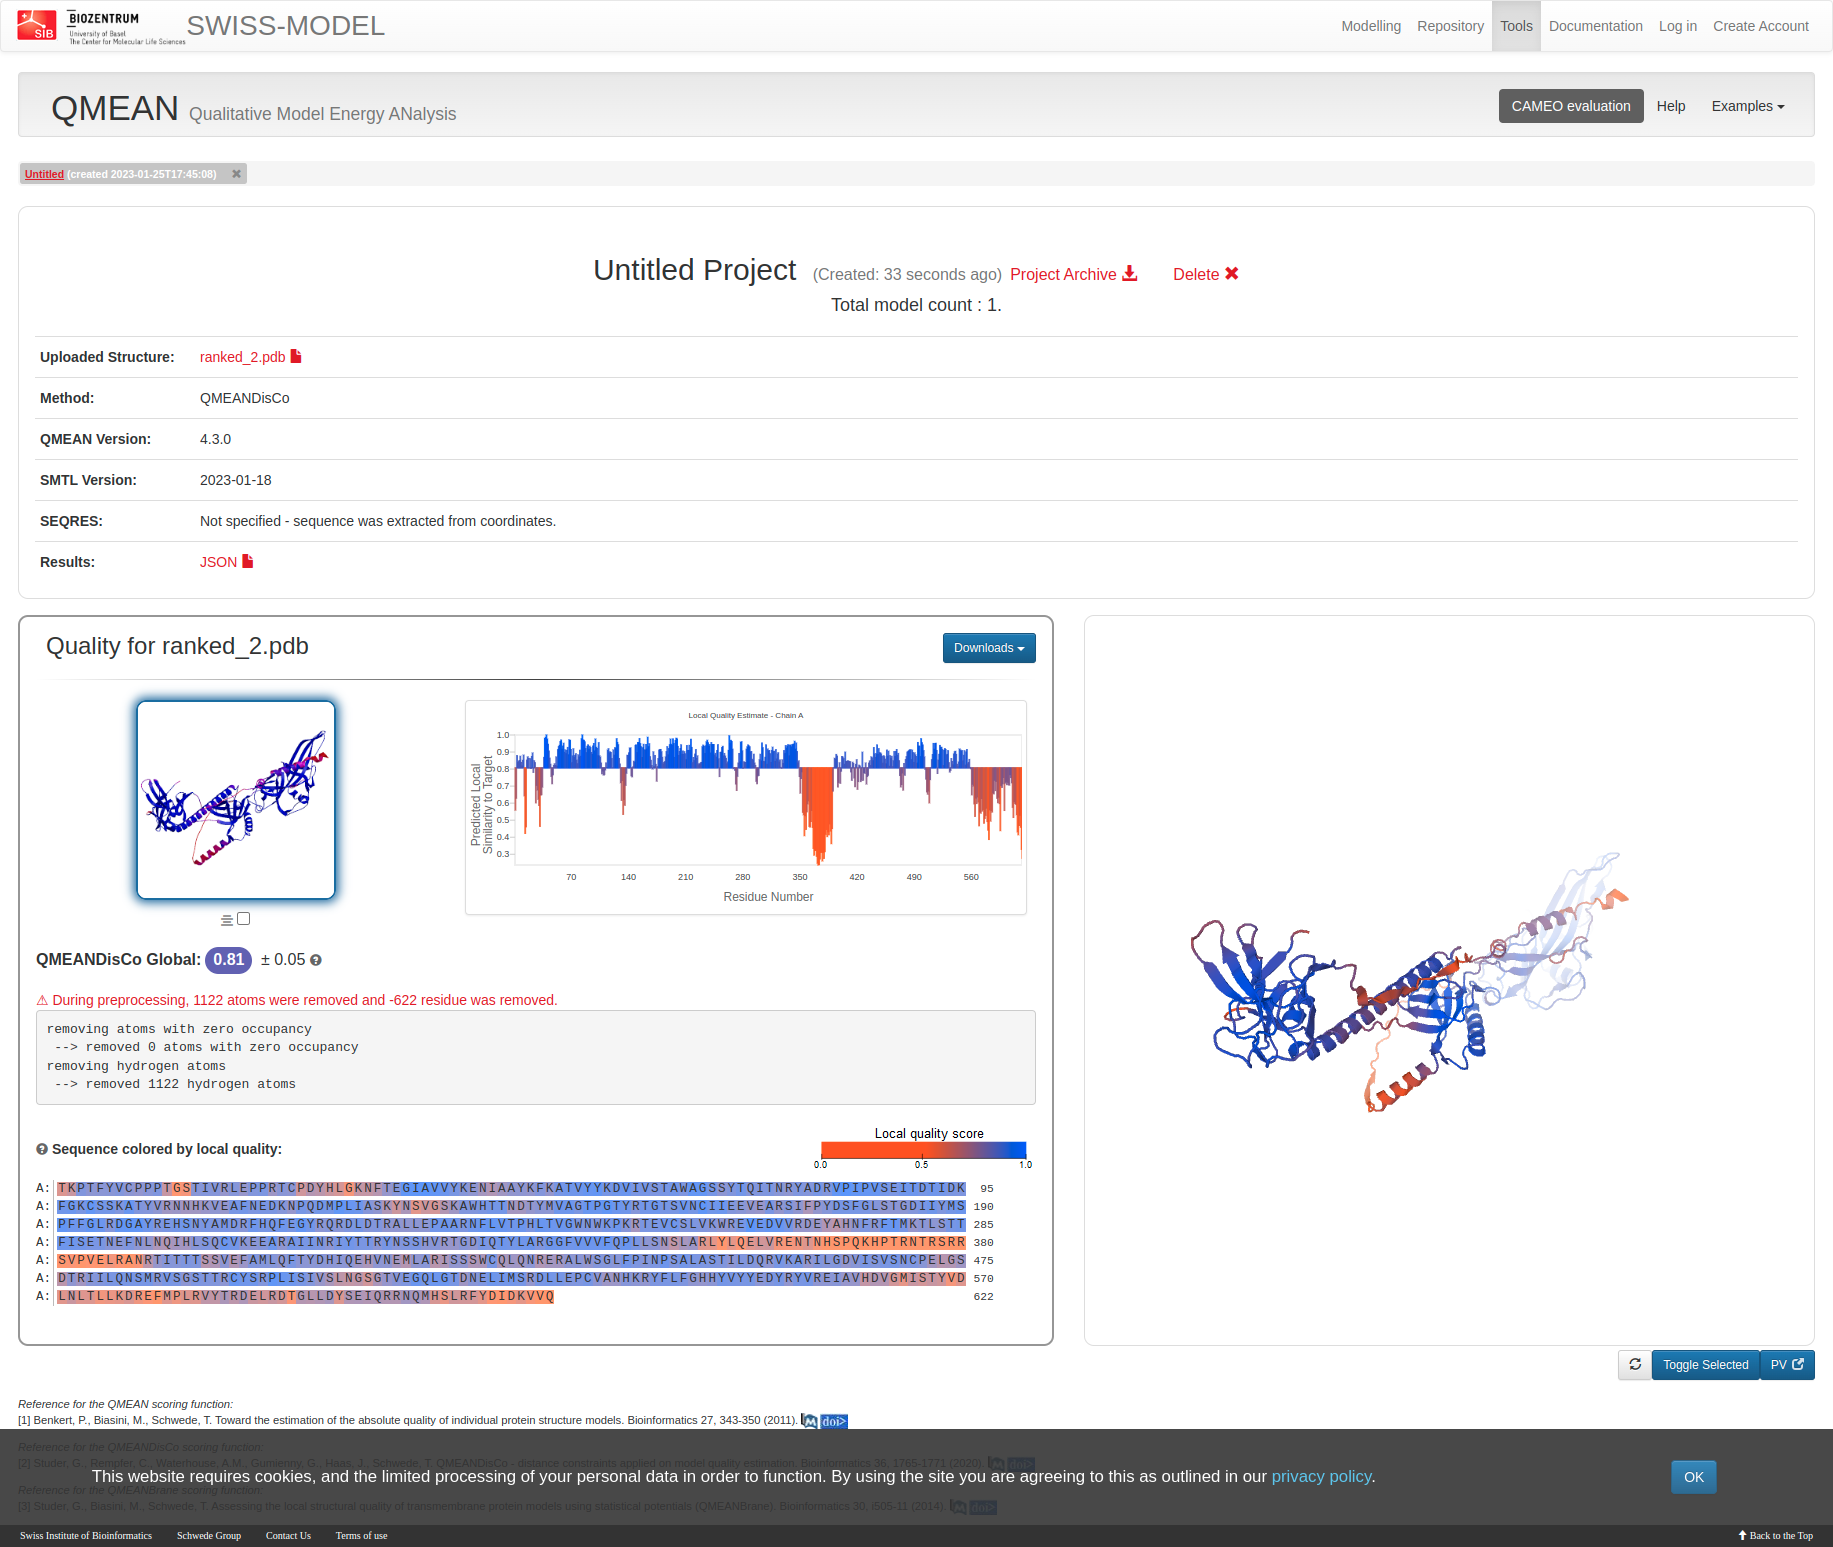 SIB
BIOZENTRUM
University of Basel
The Center for Molecular Life Sciences
SWISS-MODEL
Modelling Repository Tools Documentation Log in Create Account
QMEAN Qualitative Model Energy ANalysis
CAMEO evaluation Help Examples
Untitled (created 2023-01-25T17:45:08) ✖
Untitled Project (Created: 33 seconds ago) Project Archive Delete ✖
Total model count : 1.
Uploaded Structure: ranked_2.pdb
Method: QMEANDisCo
QMEAN Version: 4.3.0
SMTL Version: 2023-01-18
SEQRES: Not specified - sequence was extracted from coordinates.
Results: JSON
Quality for ranked_2.pdb
Downloads
Local Quality Estimate - Chain A
Predicted Local
Similarity to Target
1.0
0.9
0.8
0.7
0.6
0.5
0.4
0.3
70 140 210 280 350 420 490 560
Residue Number
QMEANDisCo Global: 0.81 ± 0.05 ?
⚠ During preprocessing, 1122 atoms were removed and -622 residue was removed.
removing atoms with zero occupancy
--> removed 0 atoms with zero occupancy
removing hydrogen atoms
--> removed 1122 hydrogen atoms
Local quality score
0.0 0.5 1.0
? Sequence colored by local quality:
A: TKPTFYVCPPPTGSTIVRLEPPRTCPDYHLGKNFTEGIAVVYKENIAAYKFKATVYYKDVIVSTAWAGSSYTQITNRYADRVPIPVSEITDTIDK 95
A: FGKCSSKATYVRNNHKVEAFNEDKNPQDMPLIASKYNSVGSKAWHTTNDTYMVAGTPGTYRTGTSVNCIIEEVEARSIFPYDSFGLSTGDIIYMS 190
A: PFFGLRDGAYREHSNYAMDRFHQFEGYRQRDLDTRALLEPAARNFLVTPHLTVGWNWKPKRTEVCSLVKWREVEDVVRDEYAHNFRFTMKTLSTT 285
A: FISETNEFNLNQIHLSQCVKEEARAIINRIYTTRYNSSHVRTGDIQTYLARGGFVVVFQPLLSNSLARLYLQELVRENTNHSPQKHPTRNTRSRR 380
A: SVPVELRANRTITTTSSVEFAMLQFTYDHIQEHVNEMLARISSSWCQLQNRERALWSGLFPINPSALASTILDQRVKARILGDVISVSNCPELGS 475
A: DTRIILQNSMRVSGSTTRCYSRPLISIVSLNGSGTVEGQLGTDNELIMSRDLLEPCVANHKRYFLFGHHYVYYEDYRYVREIAVHDVGMISTYVD 570
A: LNLTLLKDREFMPLRVYTRDELRDTGLLDYSEIQRRNQMHSLRFYDIDKVVQ 622
Toggle Selected PV
Reference for the QMEAN scoring function:
[1] Benkert, P., Biasini, M., Schwede, T. Toward the estimation of the absolute quality of individual protein structure models. Bioinformatics 27, 343-350 (2011). M doi>
Reference for the QMEANDisCo scoring function:
[2] Studer, G., Rempfer, C., Waterhouse, A.M., Gumienny, G., Haas, J., Schwede, T. QMEANDisCo - distance constraints applied on model quality estimation. Bioinformatics 36, 1765-1771 (2020). M doi>
This website requires cookies, and the limited processing of your personal data in order to function. By using the site you are agreeing to this as outlined in our privacy policy. OK
Reference for the QMEANBrane scoring function:
[3] Studer, G., Biasini, M., Schwede, T. Assessing the local structural quality of transmembrane protein models using statistical potentials (QMEANBrane). Bioinformatics 30, i505-11 (2014). M doi>
Swiss Institute of Bioinformatics Schwede Group Contact Us Terms of use Back to the Top